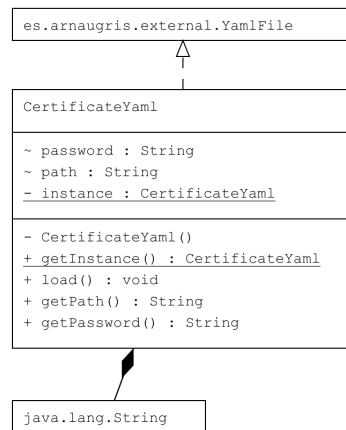 es.arnaugris.external.YamlFile
CertificateYaml
~ password : String
~ path : String
- instance : CertificateYaml
- CertificateYaml()
+ getInstance() : CertificateYaml
+ load() : void
+ getPath() : String
+ getPassword() : String
java.lang.String